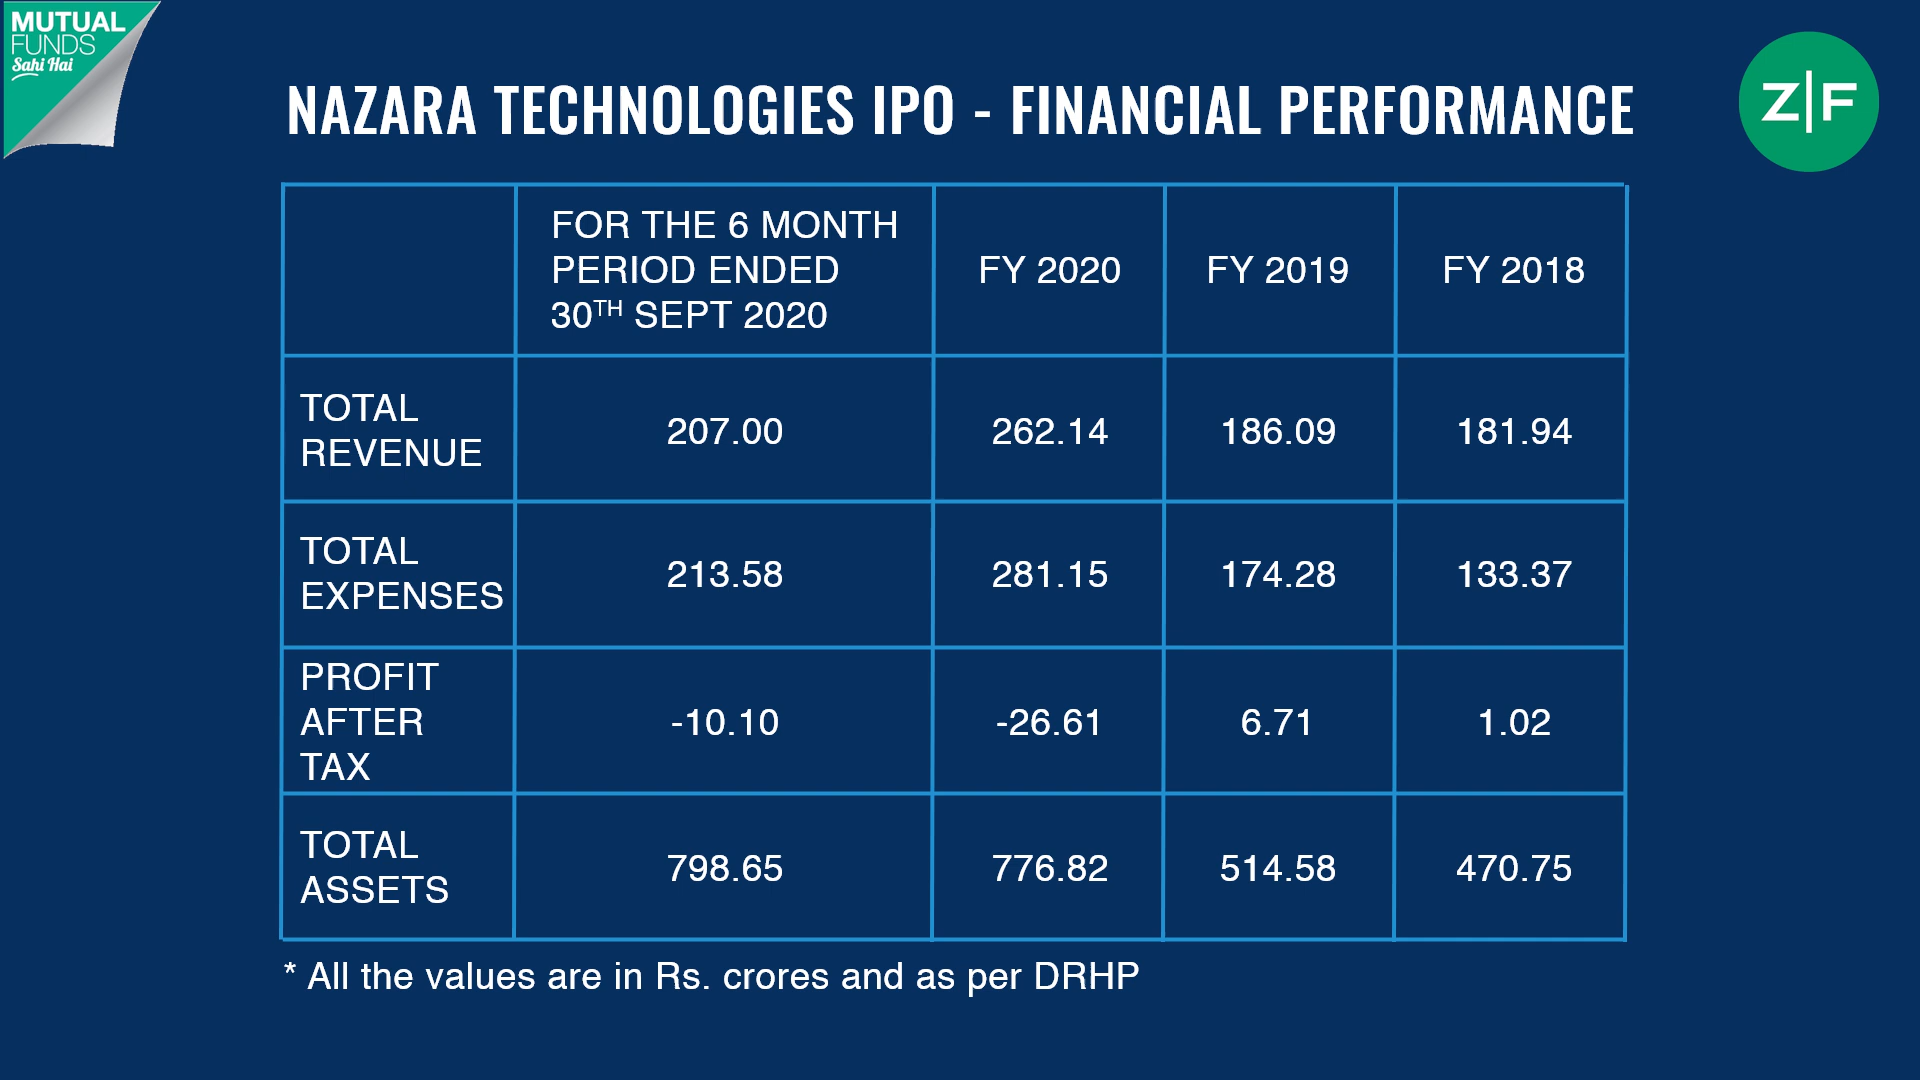 MUTUAL
FUNDS
Sahi Hai
Z|F
NAZARA TECHNOLOGIES IPO - FINANCIAL PERFORMANCE
FOR THE 6 MONTH
PERIOD ENDED
30TH SEPT 2020
FY 2020
FY 2019
FY 2018
TOTAL
REVENUE
207.00
262.14
186.09
181.94
TOTAL
EXPENSES
213.58
281.15
174.28
133.37
PROFIT
AFTER
TAX
-10.10
-26.61
6.71
1.02
TOTAL
ASSETS
798.65
776.82
514.58
470.75
* All the values are in Rs. crores and as per DRHP